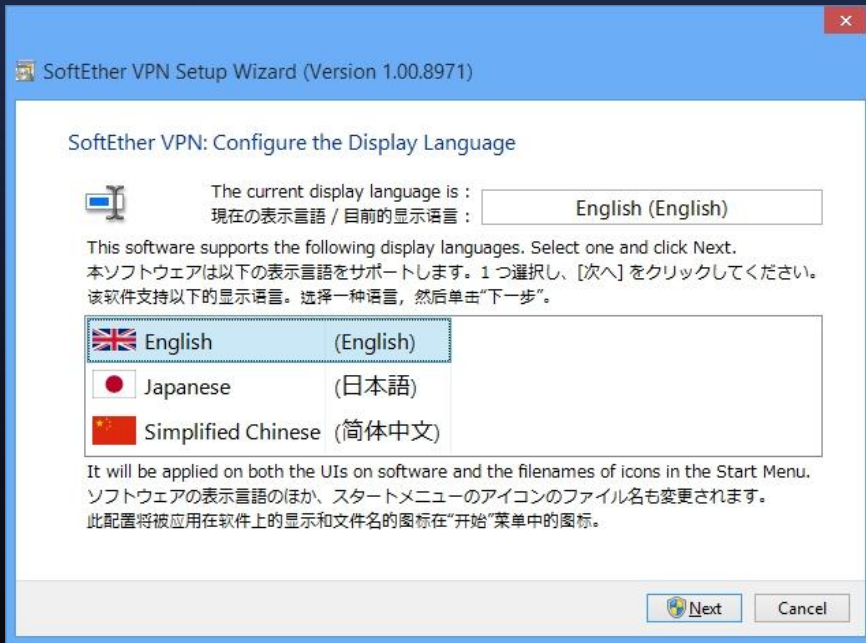 SoftEther VPN Setup Wizard (Version 1.00.8971)
SoftEther VPN: Configure the Display Language
The current display language is :
現在の表示言語 / 目前的显示语言 :
English (English)
This software supports the following display languages. Select one and click Next.
本ソフトウェアは以下の表示言語をサポートします。1 つ選択し、[次へ] をクリックしてください。
该软件支持以下的显示语言。选择一种语言，然后单击“下一步”。
English (English)
Japanese (日本語)
Simplified Chinese (简体中文)
It will be applied on both the UIs on software and the filenames of icons in the Start Menu.
ソフトウェアの表示言語のほか、スタートメニューのアイコンのファイル名も変更されます。
此配置将被应用在软件上的显示和文件名的图标在“开始”菜单中的图标。
Next Cancel